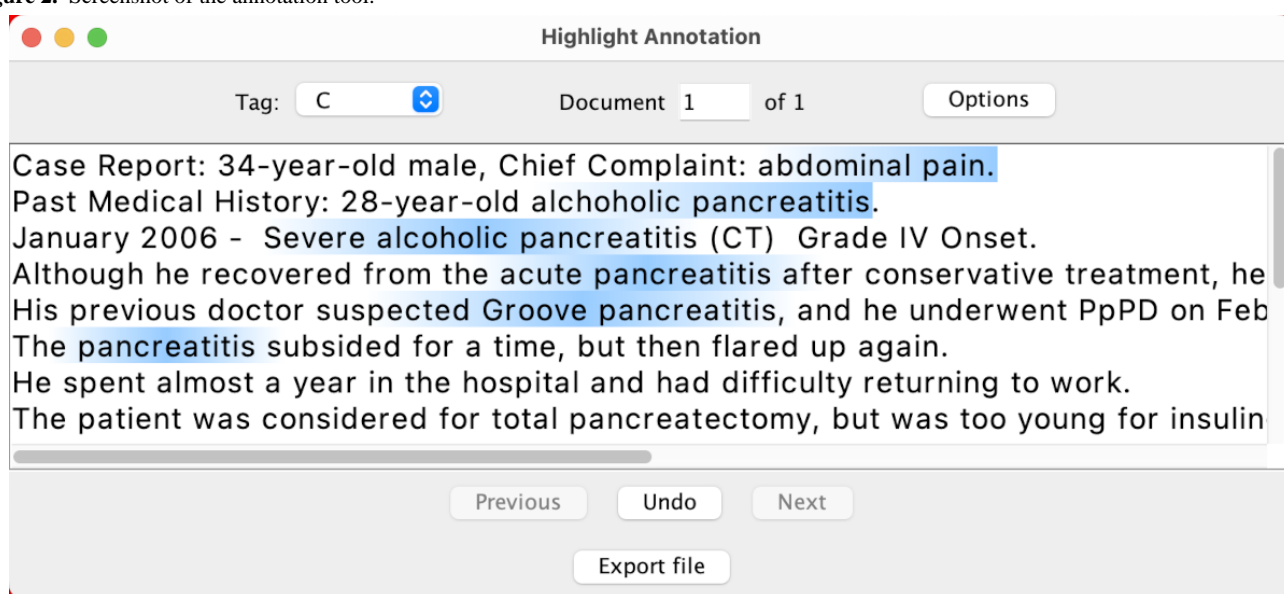 Figure 2. Screenshot of the annotation tool.
Highlight Annotation
Tag: C Document 1 of 1 Options
Case Report: 34-year-old male, Chief Complaint: abdominal pain.
Past Medical History: 28-year-old alchoholic pancreatitis.
January 2006 - Severe alcoholic pancreatitis (CT) Grade IV Onset.
Although he recovered from the acute pancreatitis after conservative treatment, he
His previous doctor suspected Groove pancreatitis, and he underwent PpPD on Feb
The pancreatitis subsided for a time, but then flared up again.
He spent almost a year in the hospital and had difficulty returning to work.
The patient was considered for total pancreatectomy, but was too young for insulin
Previous Undo Next
Export file